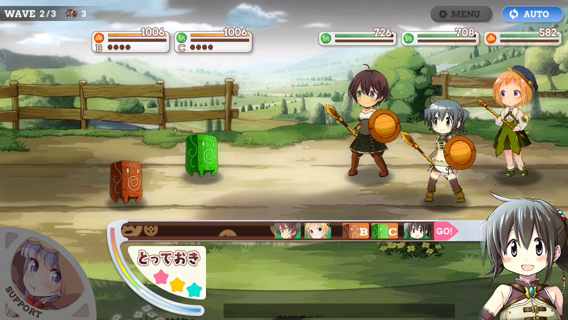 WAVE 2/3 3
MENU
AUTO
1006
B
1006
C
726
708
582
B
C
GO!
とっておき
SUPPORT